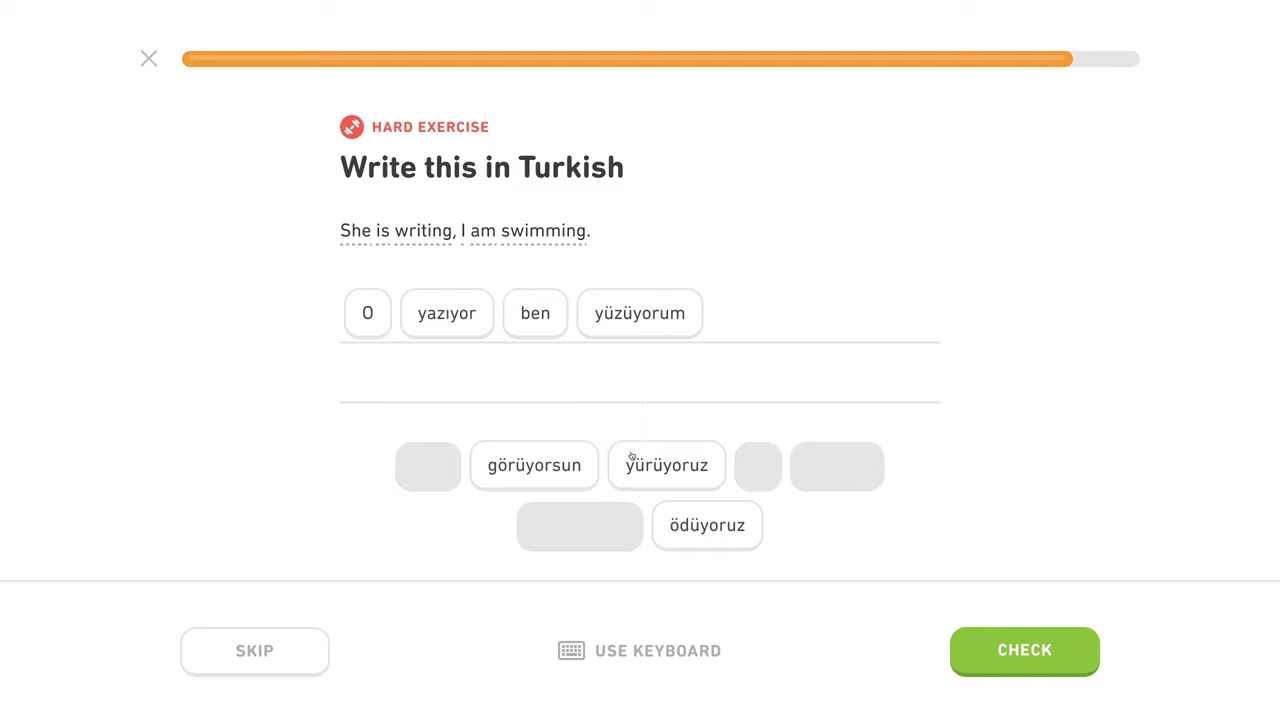 HARD EXERCISE
Write this in Turkish
She is writing, I am swimming.
O yazıyor ben yüzüyorum
görüyorsun yürüyoruz
ödüyoruz
SKIP USE KEYBOARD CHECK